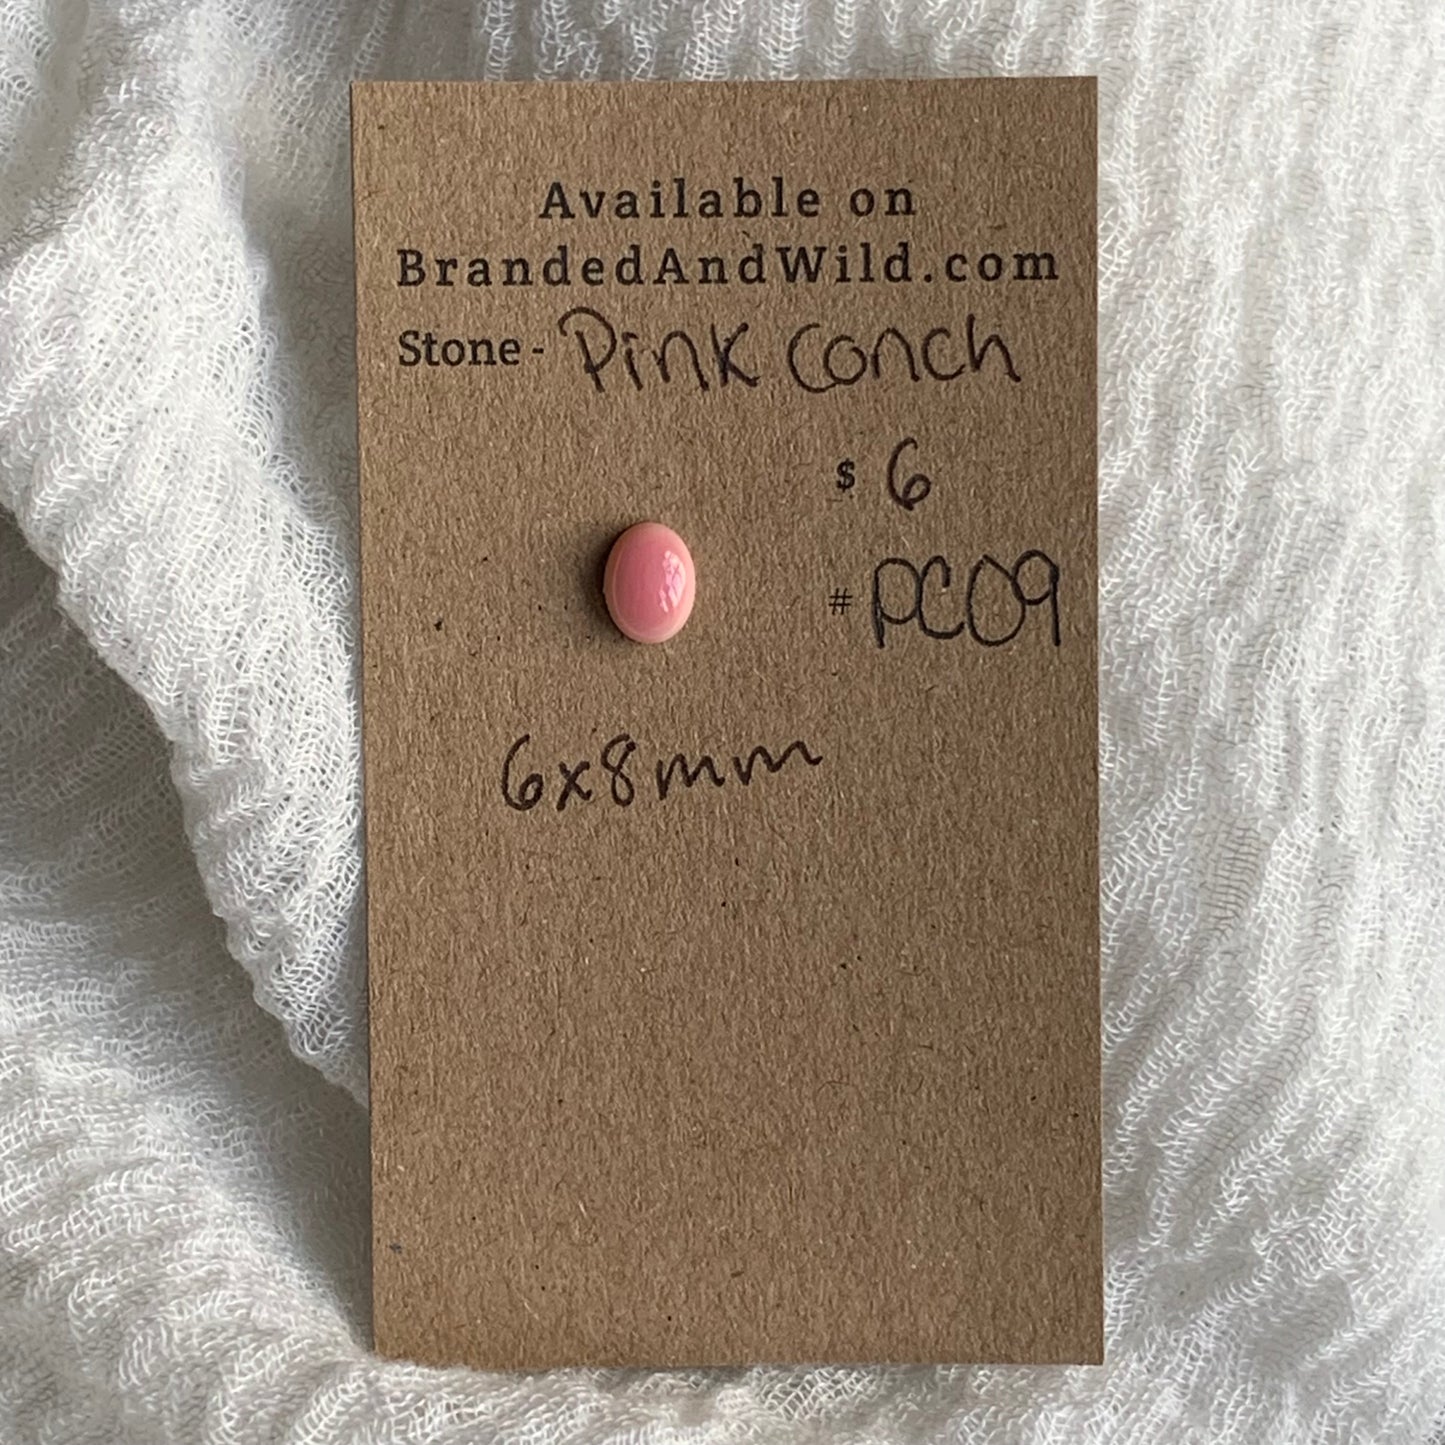 Available on
BrandedAndWild.com
Stone - Pink Conch
$ 6
# PC09
6x8mm